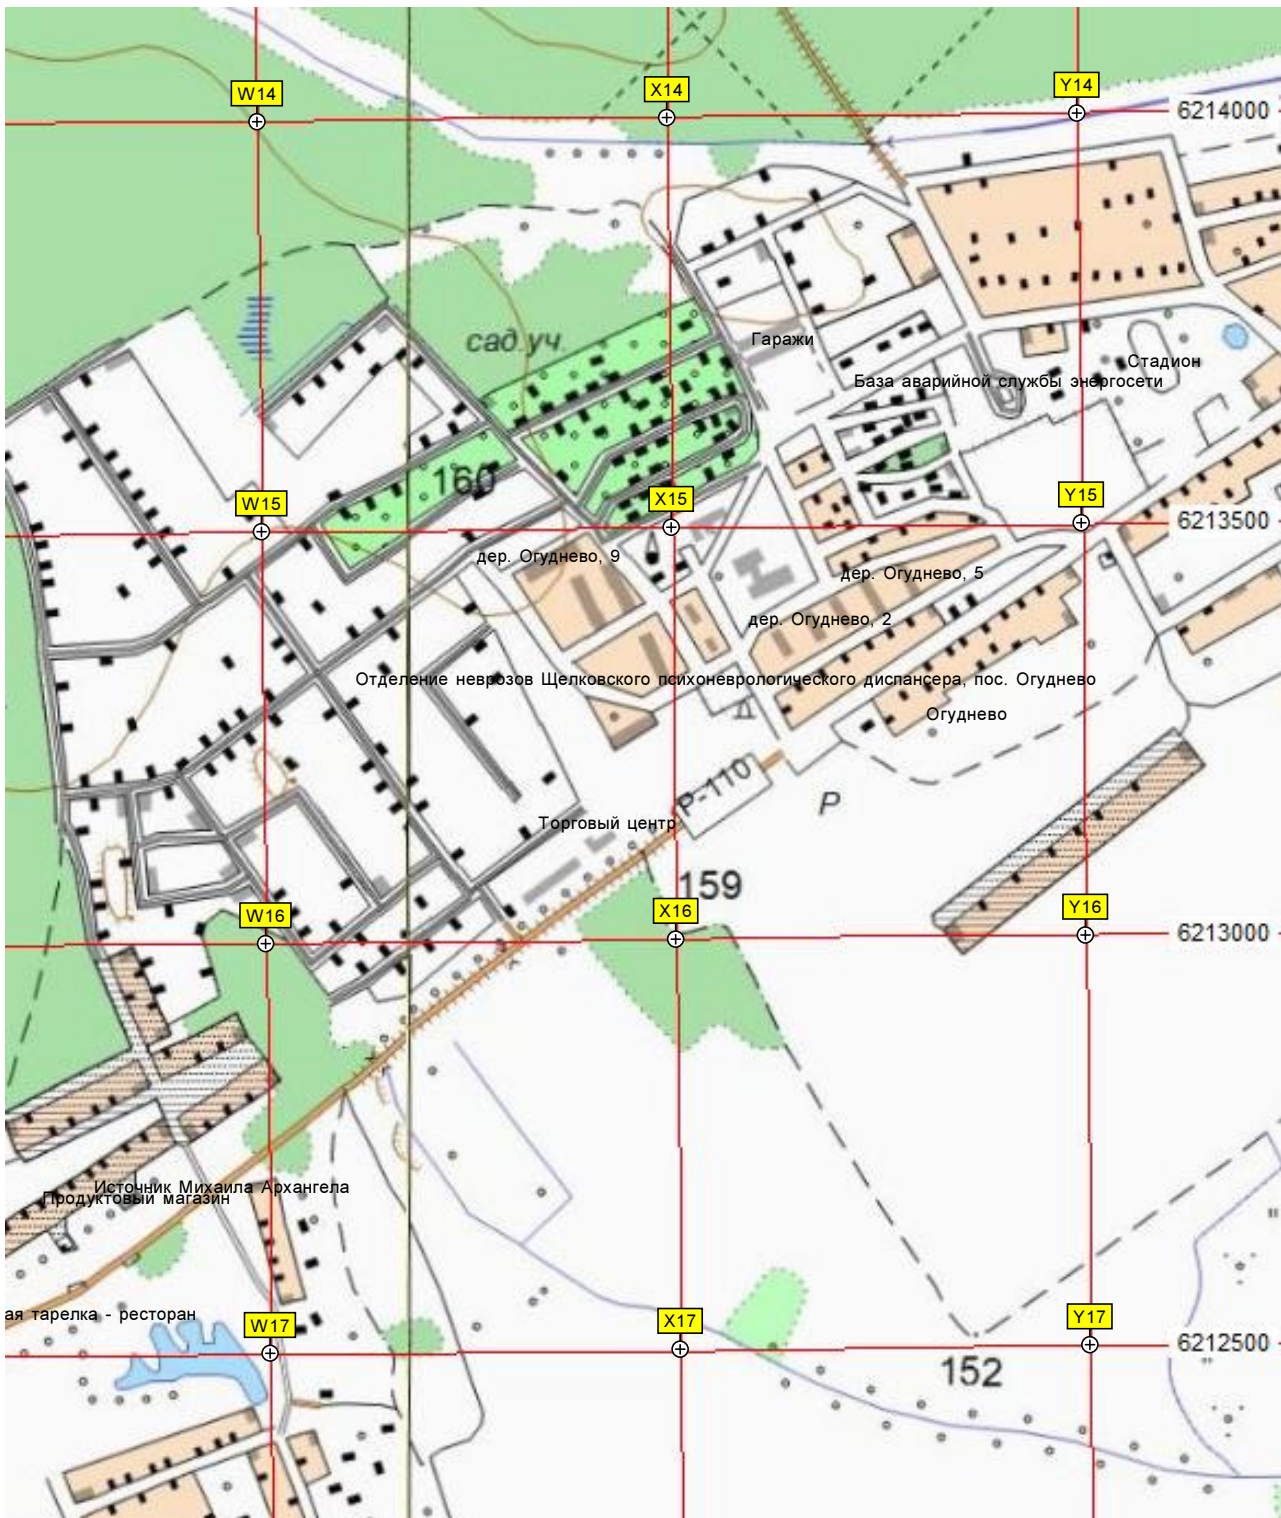 W14
X14
Y14
6214000
сад.уч.
Гаражи
Стадион
База аварийной службы энергосети
160
W15
X15
Y15
6213500
дер. Огуднево, 9
дер. Огуднево, 5
дер. Огуднево, 2
Отделение неврозов Щелковского психоневрологического диспансера, пос. Огуднево
Огуднево
Р-110
Р
Торговый центр
159
W16
X16
Y16
6213000
Источник Михаила Архангела
Продуктовый магазин
ая тарелка - ресторан
W17
X17
Y17
6212500
152